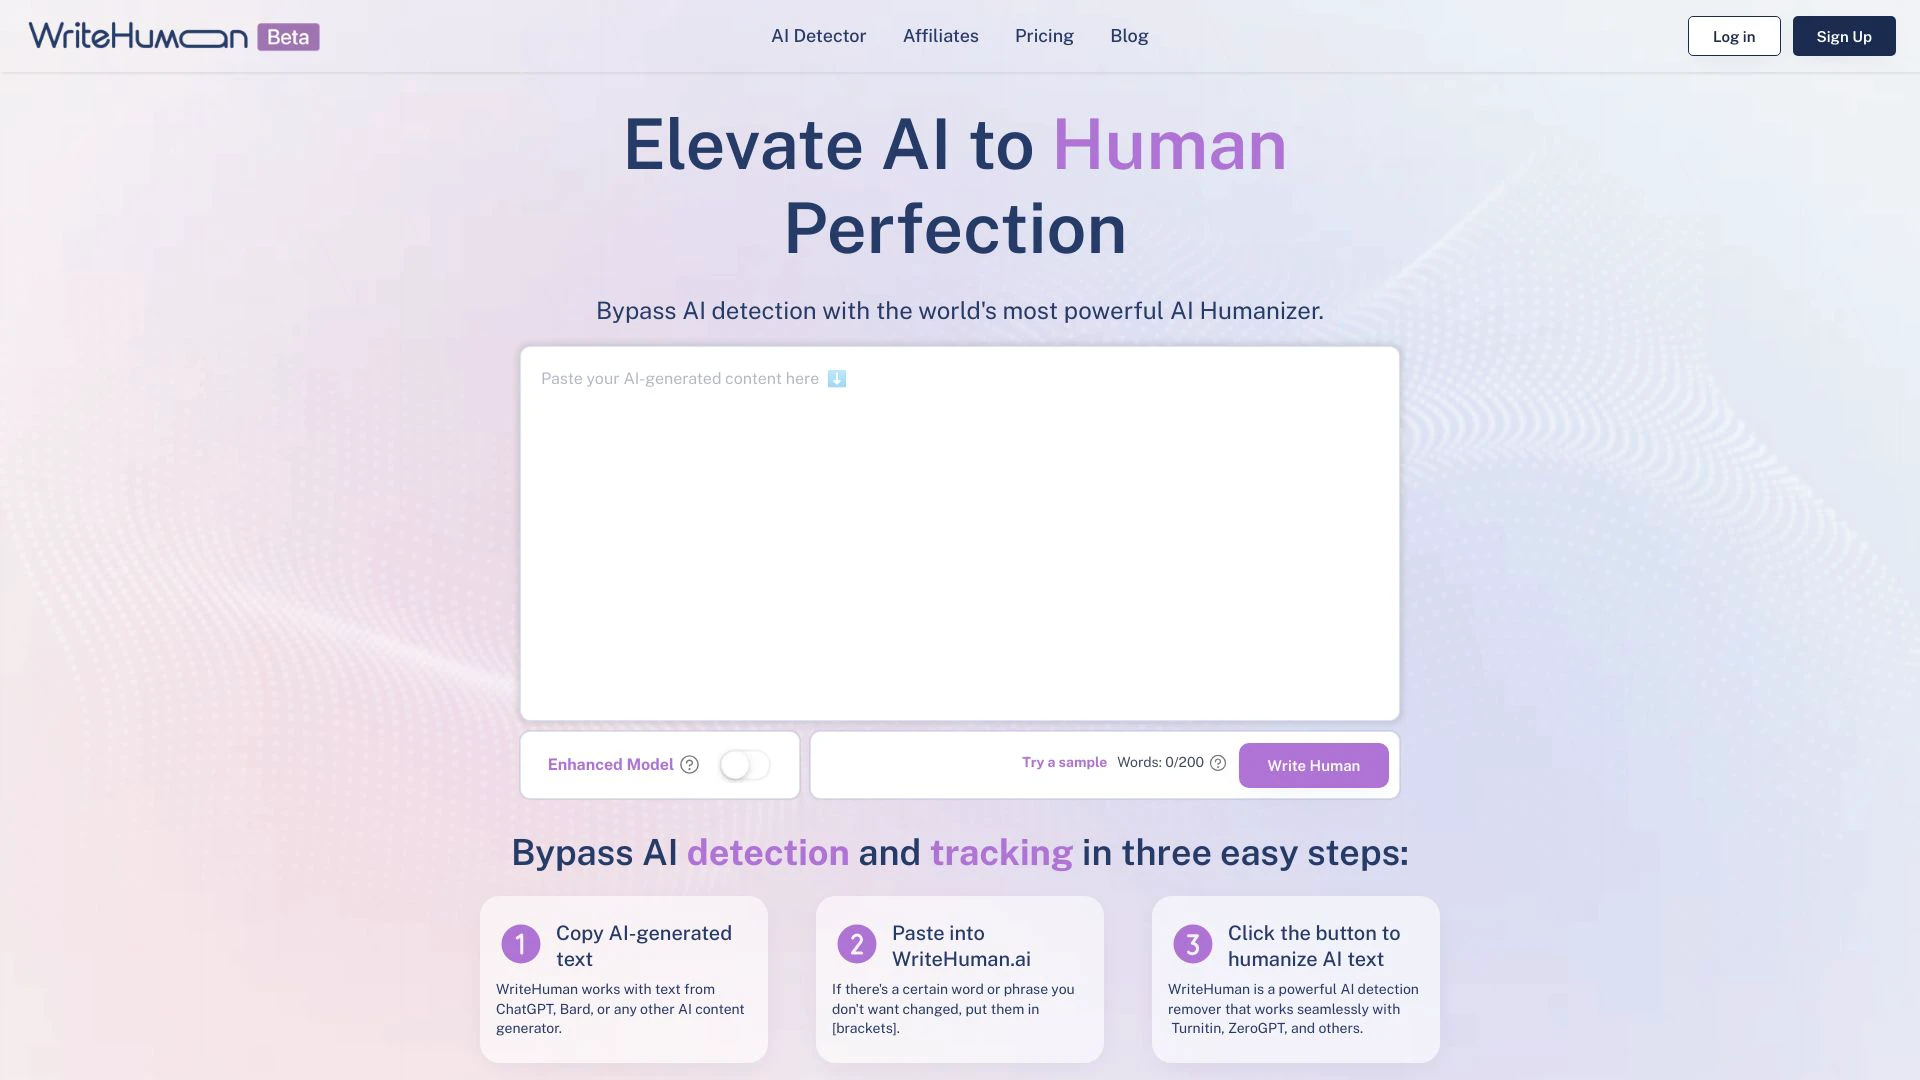 WriteHuman Beta
AI Detector Affiliates Pricing Blog
Log in Sign Up
Elevate AI to Human
Perfection
Bypass AI detection with the world's most powerful AI Humanizer.
Paste your AI-generated content here ⬇️
Enhanced Model ?
Try a sample Words: 0/200 ? Write Human
Bypass AI detection and tracking in three easy steps:
1 Copy AI-generated
text
WriteHuman works with text from
ChatGPT, Bard, or any other AI content
generator.
2 Paste into
WriteHuman.ai
If there's a certain word or phrase you
don't want changed, put them in
[brackets].
3 Click the button to
humanize AI text
WriteHuman is a powerful AI detection
remover that works seamlessly with
Turnitin, ZeroGPT, and others.